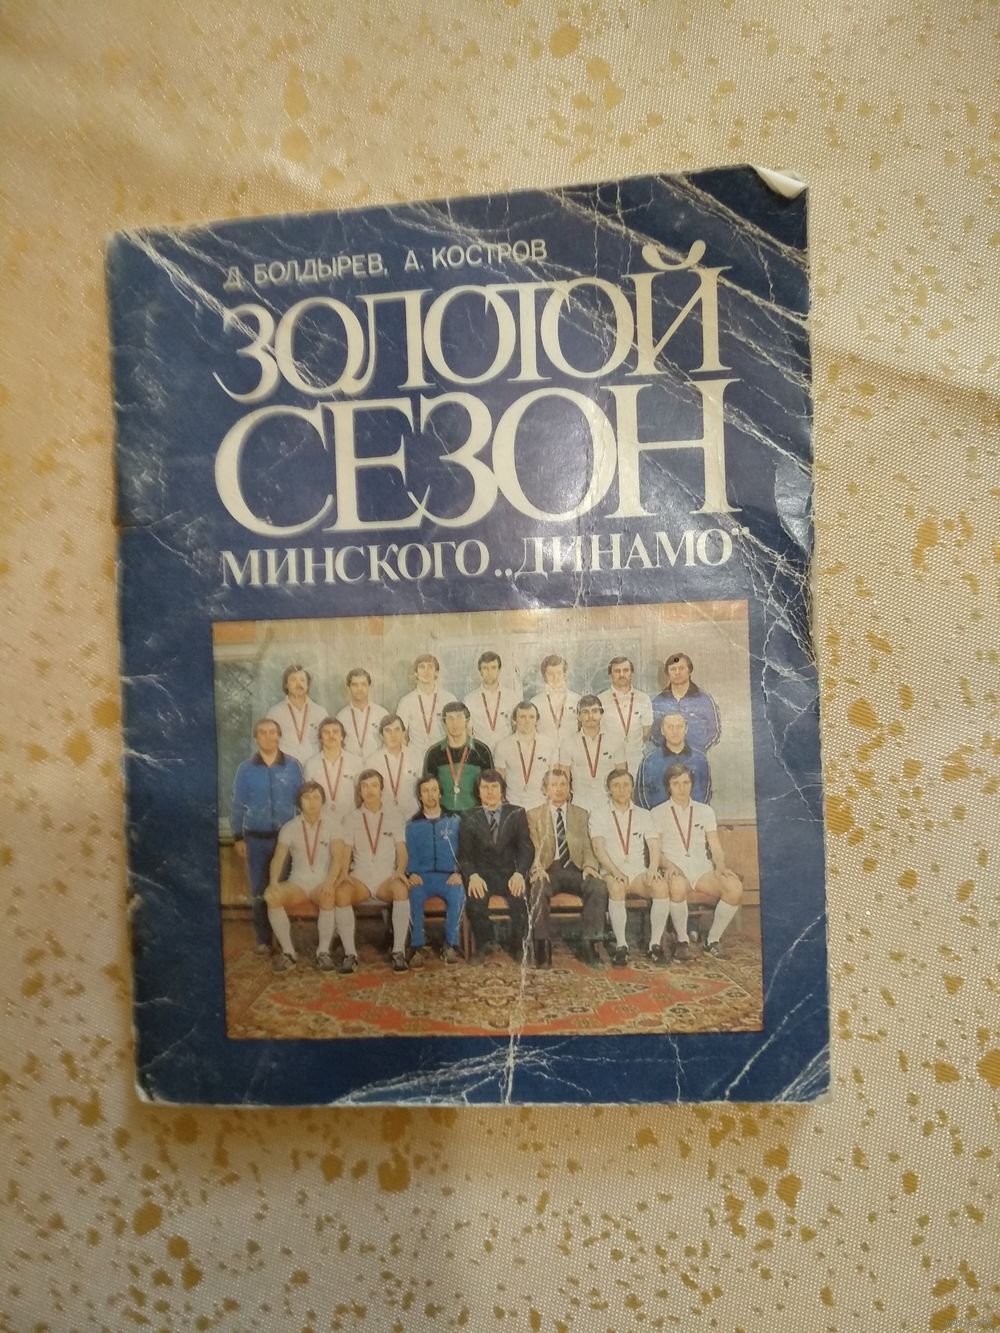 Д. БОЛДЫРЕВ, А. КОСТРОВ
ЗОЛОТОЙ
СЕЗОН
МИНСКОГО „ДИНАМО"